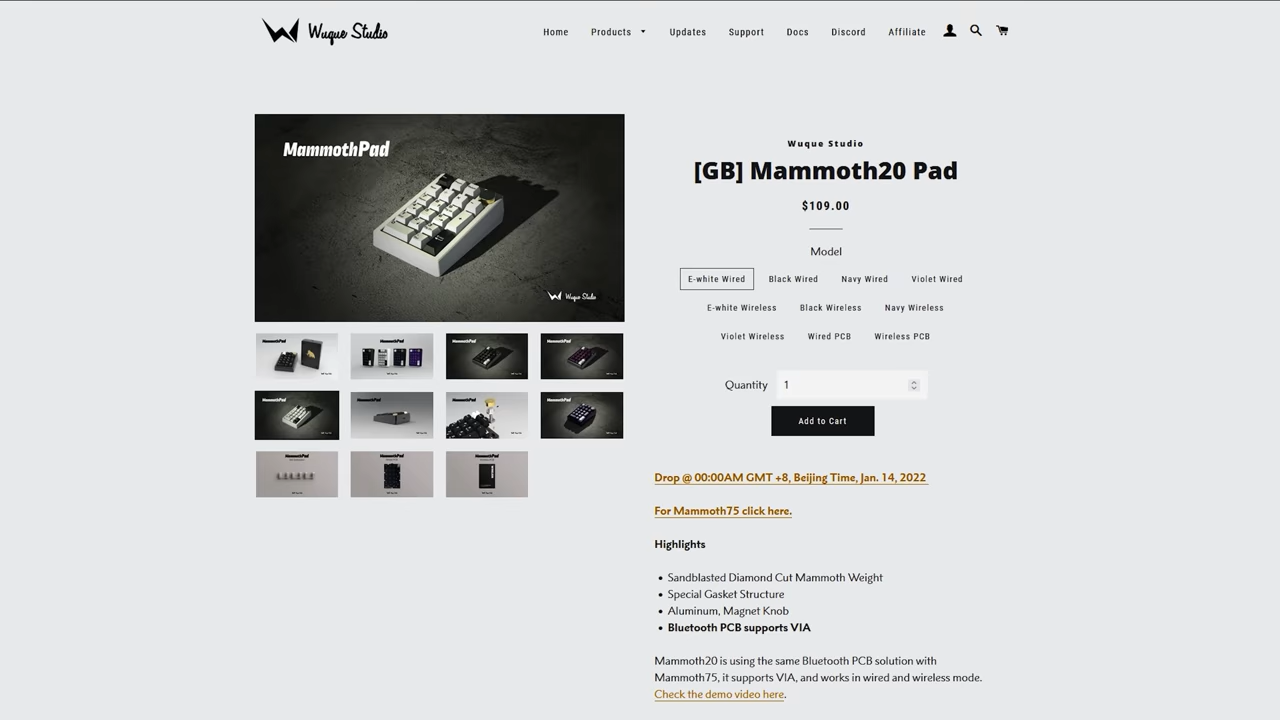 Wuque Studio
Home Products Updates Support Docs Discord Affiliate
MammothPad
Wuque Studio
Wuque Studio
[GB] Mammoth20 Pad
$109.00
Model
E-white Wired Black Wired Navy Wired Violet Wired
E-white Wireless Black Wireless Navy Wireless
Violet Wireless Wired PCB Wireless PCB
Quantity 1
Add to Cart
Drop @ 00:00AM GMT +8, Beijing Time, Jan. 14, 2022
For Mammoth75 click here.
Highlights
• Sandblasted Diamond Cut Mammoth Weight
• Special Gasket Structure
• Aluminum, Magnet Knob
• Bluetooth PCB supports VIA
Mammoth20 is using the same Bluetooth PCB solution with
Mammoth75, it supports VIA, and works in wired and wireless mode.
Check the demo video here.